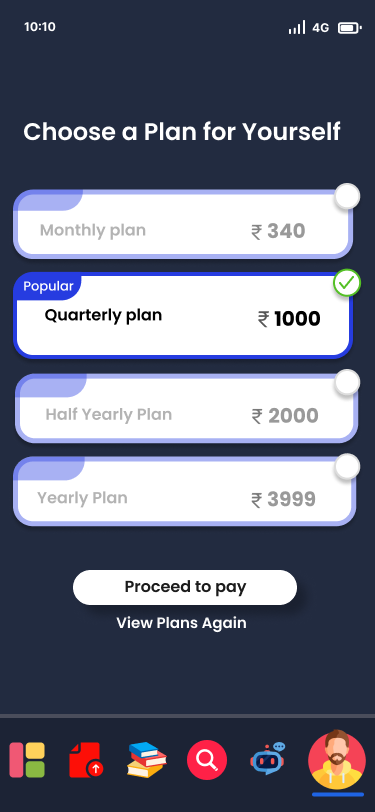 10:10 4G
Choose a Plan for Yourself
Monthly plan ₹ 340
Popular
Quarterly plan ₹ 1000
Half Yearly Plan ₹ 2000
Yearly Plan ₹ 3999
Proceed to pay
View Plans Again